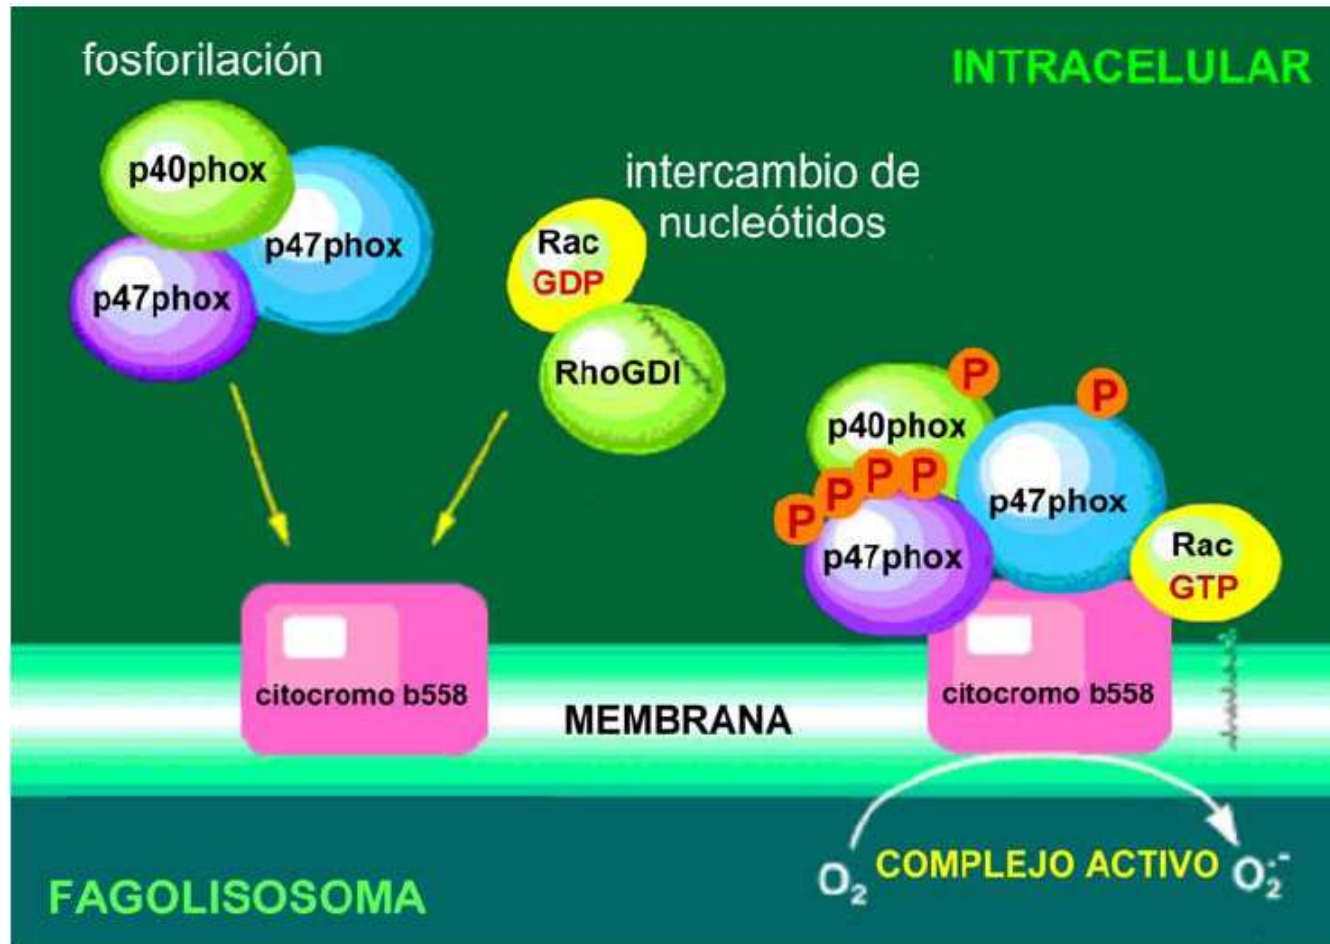 fosforilación
INTRACELULAR
p40phox
p47phox
p47phox
intercambio de
nucleótidos
Rac
GDP
RhoGDI
P
P
p40phox
P
P
P
P
p47phox
p47phox
Rac
GTP
citocromo b558
MEMBRANA
citocromo b558
O₂
COMPLEJO ACTIVO
O₂·⁻
FAGOLISOSOMA